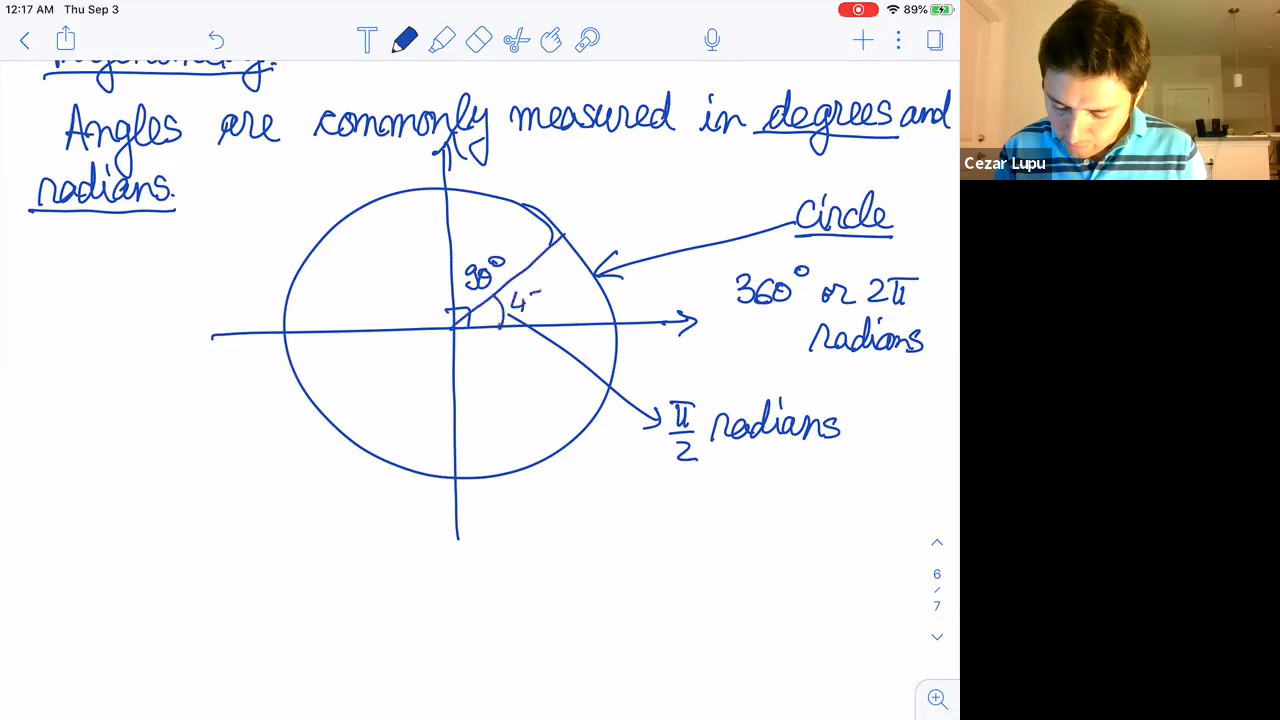 12:17 AM Thu Sep 3
89%
T
Angles are commonly measured in degrees and
radians.
Cezar Lupu
circle
90°
45
360° or 2π
radians
π/2 radians
6
/
7